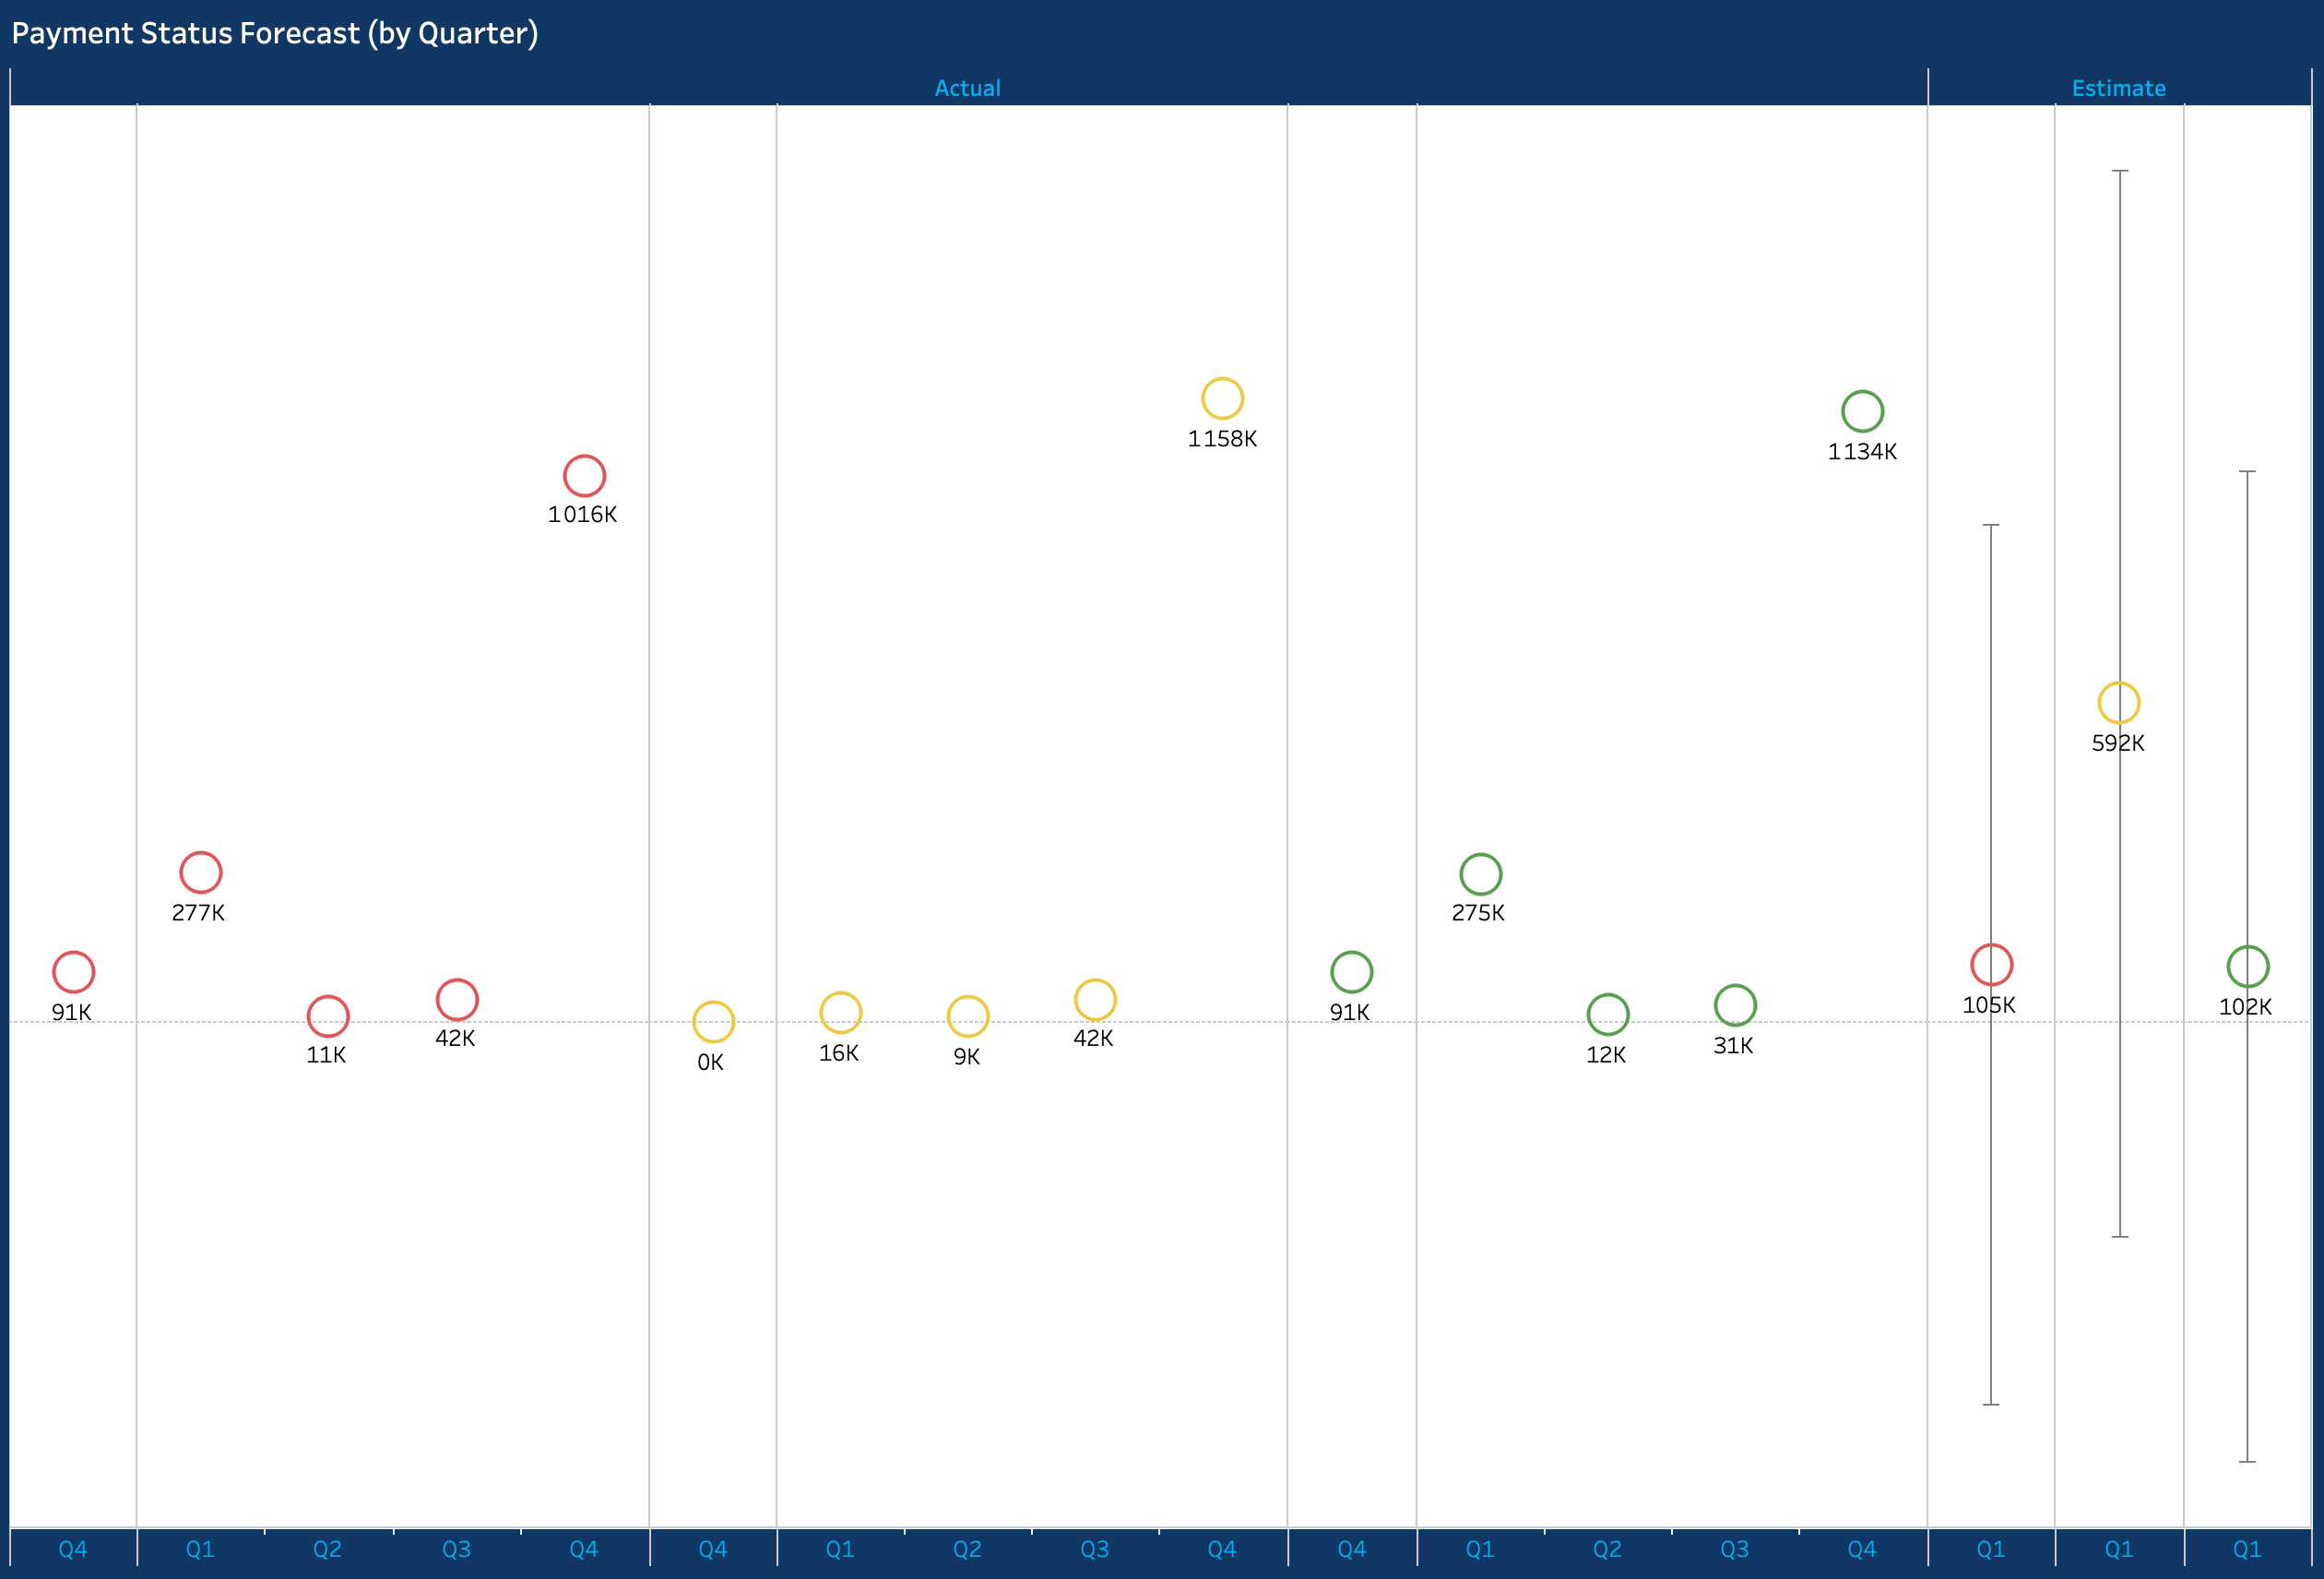 Payment Status Forecast (by Quarter)
Actual Estimate
1158K
1134K
1016K
592K
277K 275K
91K 91K 105K 102K
11K 42K 0K 16K 9K 42K 12K 31K
Q4 Q1 Q2 Q3 Q4 Q4 Q1 Q2 Q3 Q4 Q4 Q1 Q2 Q3 Q4 Q1 Q1 Q1